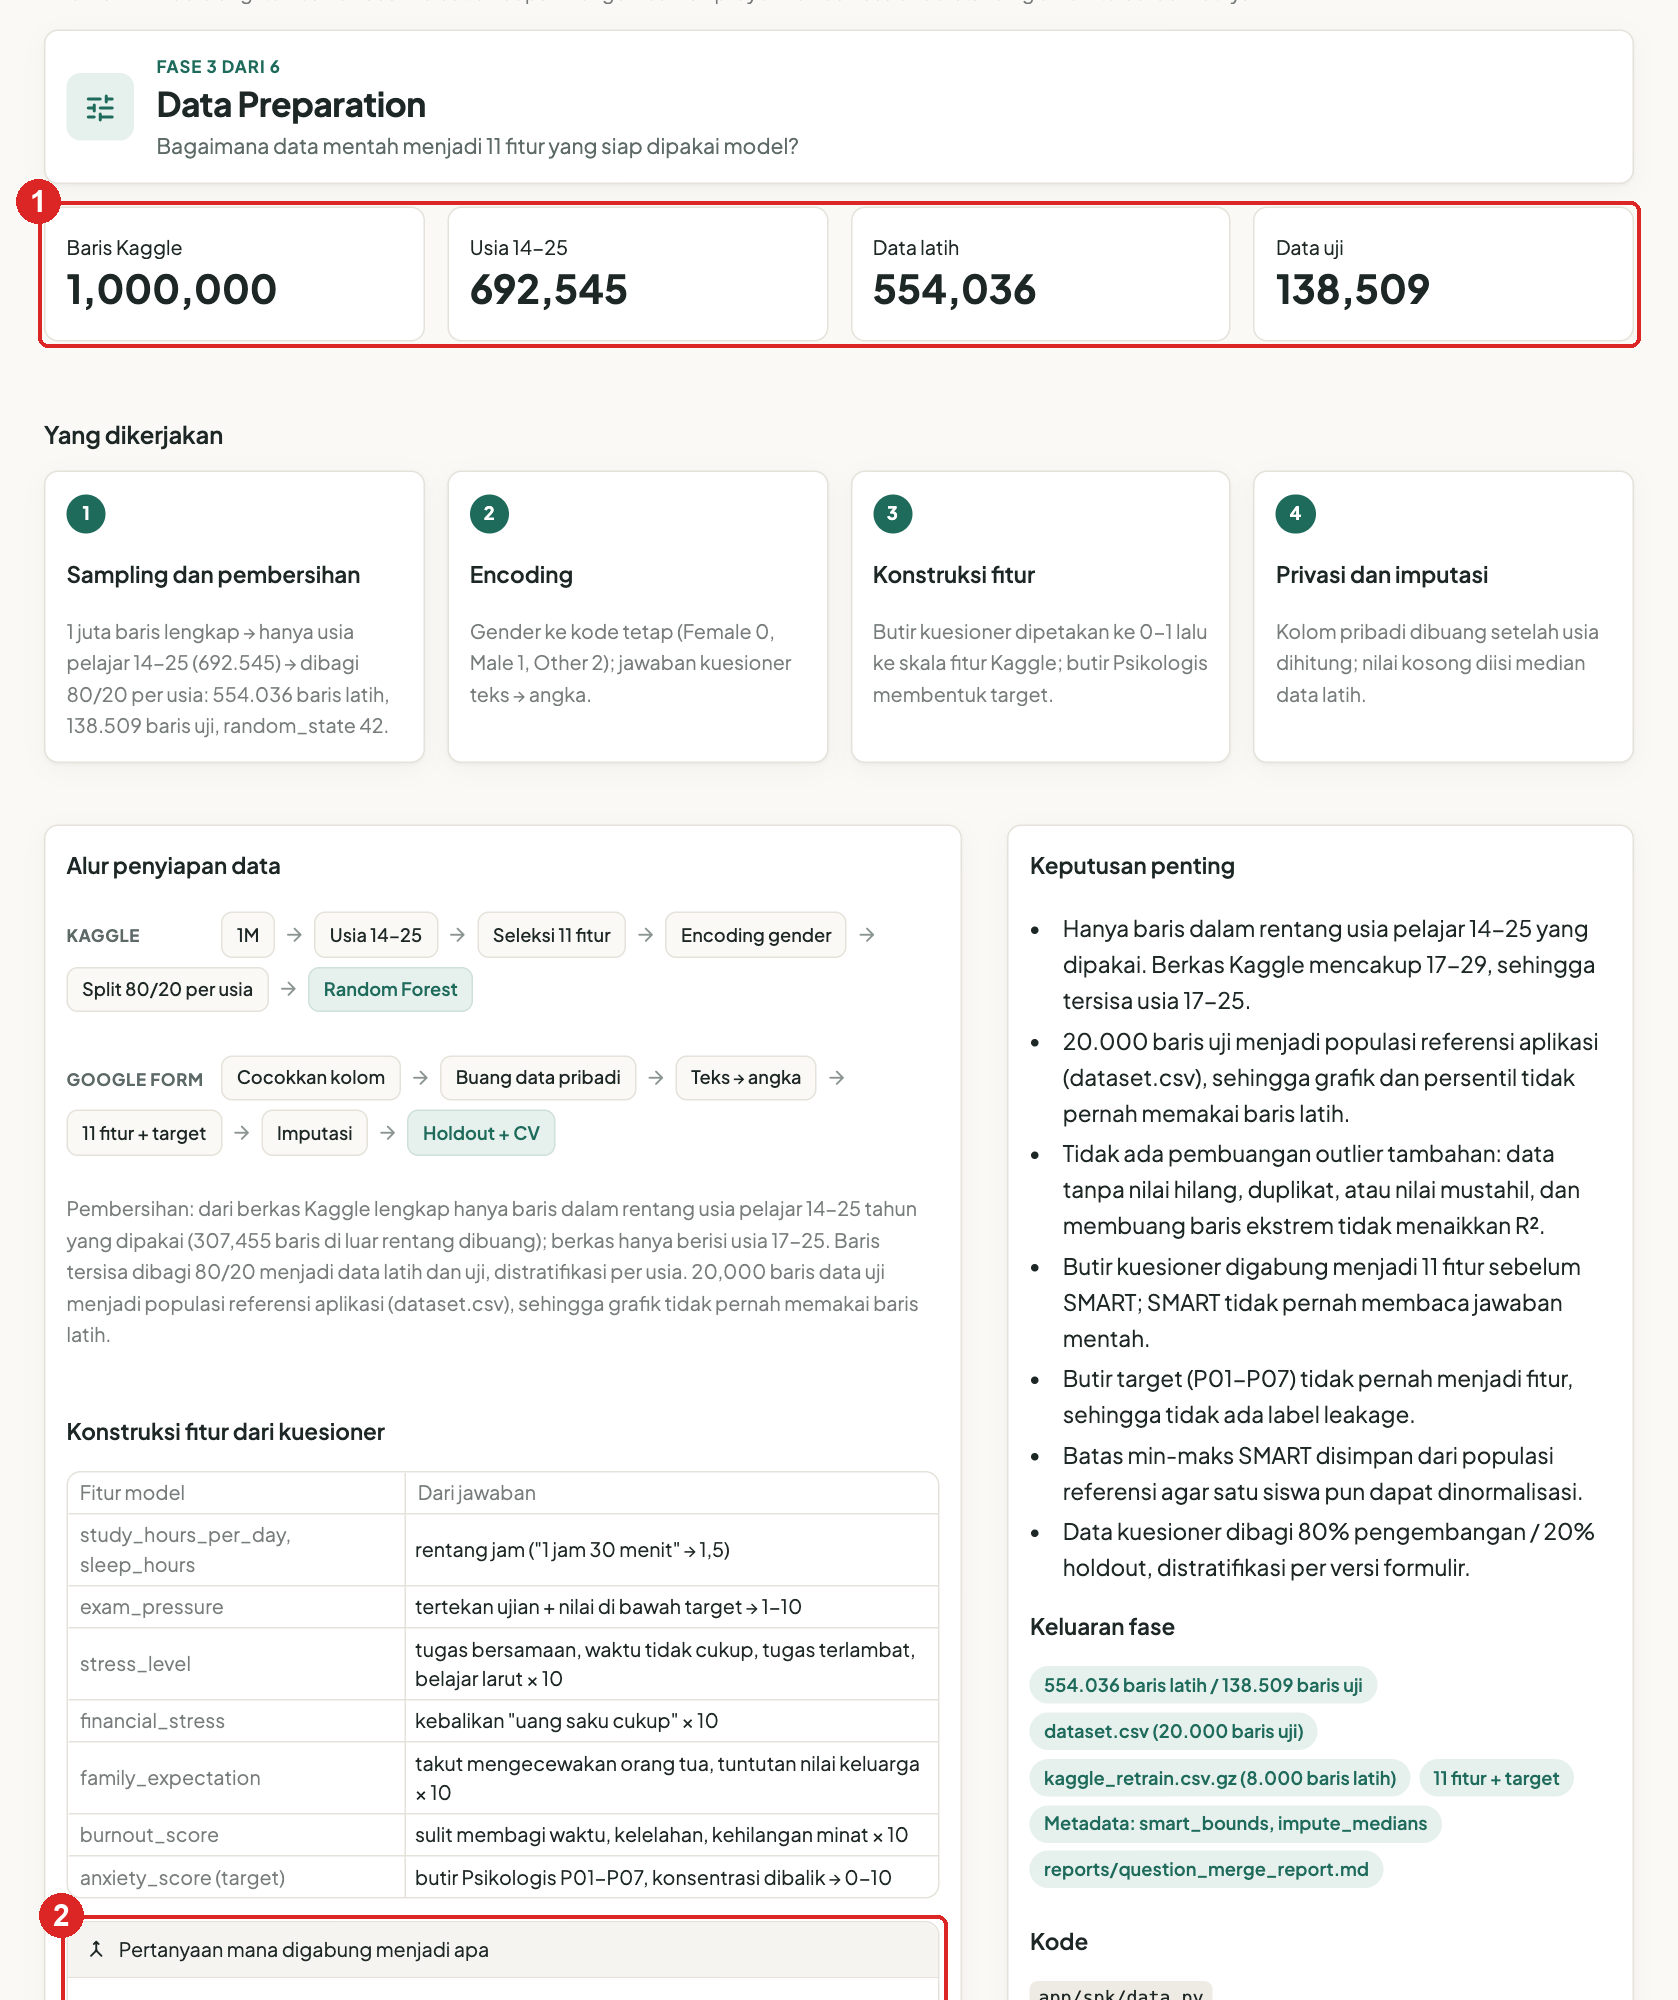 FASE 3 DARI 6
Data Preparation
Bagaimana data mentah menjadi 11 fitur yang siap dipakai model?
1
Baris Kaggle
1,000,000
Usia 14–25
692,545
Data latih
554,036
Data uji
138,509
Yang dikerjakan
1
Sampling dan pembersihan
1 juta baris lengkap → hanya usia
pelajar 14–25 (692.545) → dibagi
80/20 per usia: 554.036 baris latih,
138.509 baris uji, random_state 42.
2
Encoding
Gender ke kode tetap (Female 0,
Male 1, Other 2); jawaban kuesioner
teks → angka.
3
Konstruksi fitur
Butir kuesioner dipetakan ke 0–1 lalu
ke skala fitur Kaggle; butir Psikologis
membentuk target.
4
Privasi dan imputasi
Kolom pribadi dibuang setelah usia
dihitung; nilai kosong diisi median
data latih.
Alur penyiapan data
KAGGLE 1M → Usia 14–25 → Seleksi 11 fitur → Encoding gender →
Split 80/20 per usia → Random Forest
GOOGLE FORM Cocokkan kolom → Buang data pribadi → Teks → angka →
11 fitur + target → Imputasi → Holdout + CV
Pembersihan: dari berkas Kaggle lengkap hanya baris dalam rentang usia pelajar 14–25 tahun
yang dipakai (307,455 baris di luar rentang dibuang); berkas hanya berisi usia 17–25. Baris
tersisa dibagi 80/20 menjadi data latih dan uji, distratifikasi per usia. 20,000 baris data uji
menjadi populasi referensi aplikasi (dataset.csv), sehingga grafik tidak pernah memakai baris
latih.
Konstruksi fitur dari kuesioner
Fitur model Dari jawaban
study_hours_per_day,
sleep_hours
rentang jam ("1 jam 30 menit" → 1,5)
exam_pressure tertekan ujian + nilai di bawah target → 1–10
stress_level
tugas bersamaan, waktu tidak cukup, tugas terlambat,
belajar larut × 10
financial_stress kebalikan "uang saku cukup" × 10
family_expectation
takut mengecewakan orang tua, tuntutan nilai keluarga
× 10
burnout_score sulit membagi waktu, kelelahan, kehilangan minat × 10
anxiety_score (target) butir Psikologis P01–P07, konsentrasi dibalik → 0–10
2
Pertanyaan mana digabung menjadi apa
Keputusan penting
• Hanya baris dalam rentang usia pelajar 14–25 yang
dipakai. Berkas Kaggle mencakup 17–29, sehingga
tersisa usia 17–25.
• 20.000 baris uji menjadi populasi referensi aplikasi
(dataset.csv), sehingga grafik dan persentil tidak
pernah memakai baris latih.
• Tidak ada pembuangan outlier tambahan: data
tanpa nilai hilang, duplikat, atau nilai mustahil, dan
membuang baris ekstrem tidak menaikkan R².
• Butir kuesioner digabung menjadi 11 fitur sebelum
SMART; SMART tidak pernah membaca jawaban
mentah.
• Butir target (P01–P07) tidak pernah menjadi fitur,
sehingga tidak ada label leakage.
• Batas min-maks SMART disimpan dari populasi
referensi agar satu siswa pun dapat dinormalisasi.
• Data kuesioner dibagi 80% pengembangan / 20%
holdout, distratifikasi per versi formulir.
Keluaran fase
554.036 baris latih / 138.509 baris uji
dataset.csv (20.000 baris uji)
kaggle_retrain.csv.gz (8.000 baris latih) 11 fitur + target
Metadata: smart_bounds, impute_medians
reports/question_merge_report.md
Kode
app/spk/data.py